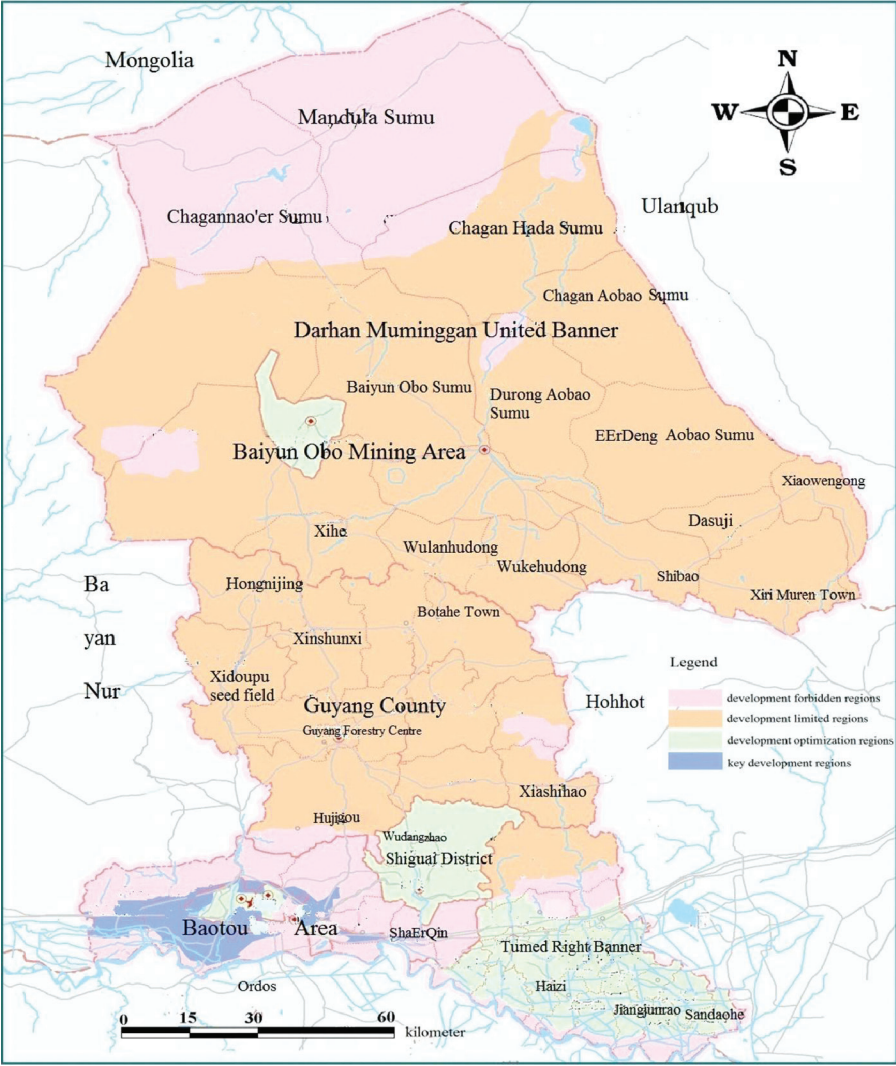 Mongolia
N
Mandula Sumu
W
E
S
Chagannao'er Sumu
Ulanqub
Chagan Hada Sumu
Chagan Aobao Sumu
Darhan Muminggan United Banner
Baiyun Obo Sumu
Durong Aobao
Sumu
EErDeng Aobao Sumu
Baiyun Obo Mining Area
Xiaowengong
Dasuji
Xihe
Wulanhudong
Wukehudong
Shibao
Ba
yan
Nur
Hongnijing
Xiri Muren Town
Botahe Town
Xinshunxi
Xidoupu
seed field
Legend
development forbidden regions
development limited regions
development optimization regions
key development regions
Hohhot
Guyang County
Guyang Forestry Centre
Xiashihao
Hujigou
Wudangzhao
Shiguai District
Baotou Area
ShaErQin
Tumed Right Banner
Haizi
Jiangjunrao
Sandaohe
Ordos
0 15 30 60
kilometer